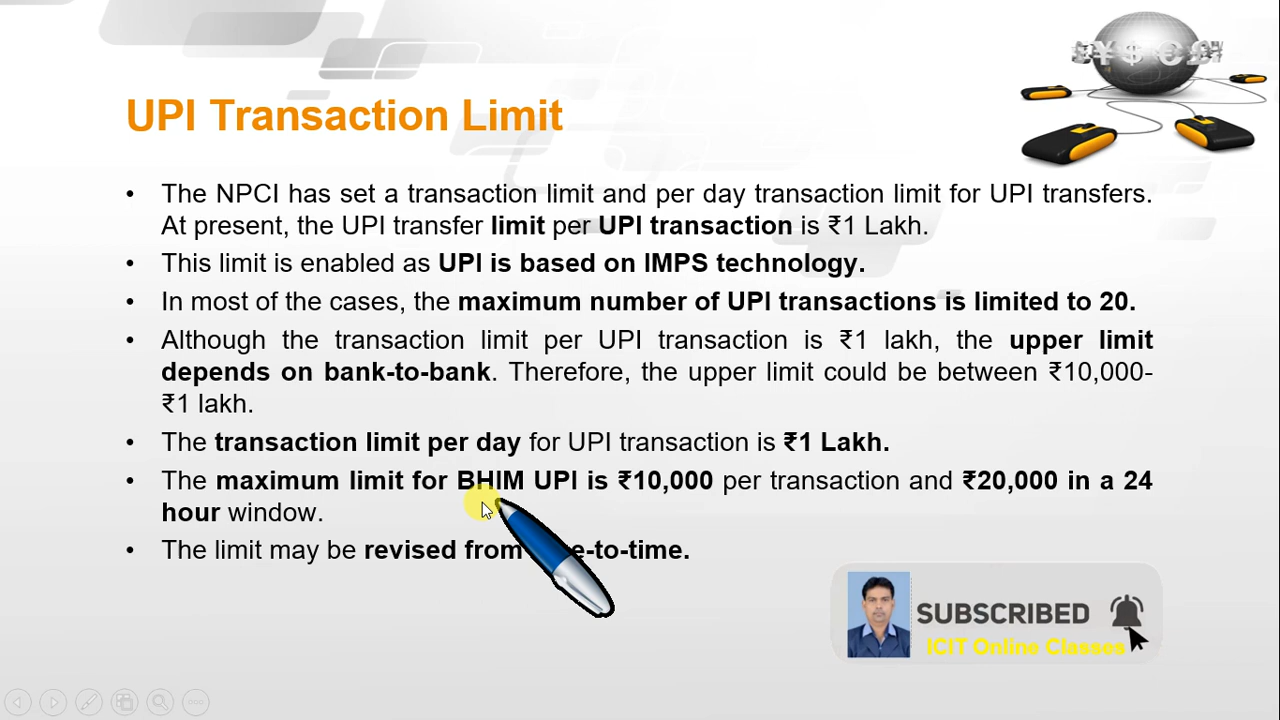 UPI Transaction Limit
• The NPCI has set a transaction limit and per day transaction limit for UPI transfers.
At present, the UPI transfer limit per UPI transaction is ₹1 Lakh.
• This limit is enabled as UPI is based on IMPS technology.
• In most of the cases, the maximum number of UPI transactions is limited to 20.
• Although the transaction limit per UPI transaction is ₹1 lakh, the upper limit
depends on bank-to-bank. Therefore, the upper limit could be between ₹10,000-
₹1 lakh.
• The transaction limit per day for UPI transaction is ₹1 Lakh.
• The maximum limit for BHIM UPI is ₹10,000 per transaction and ₹20,000 in a 24
hour window.
• The limit may be revised from e-to-time.
SUBSCRIBED
ICIT Online Classes